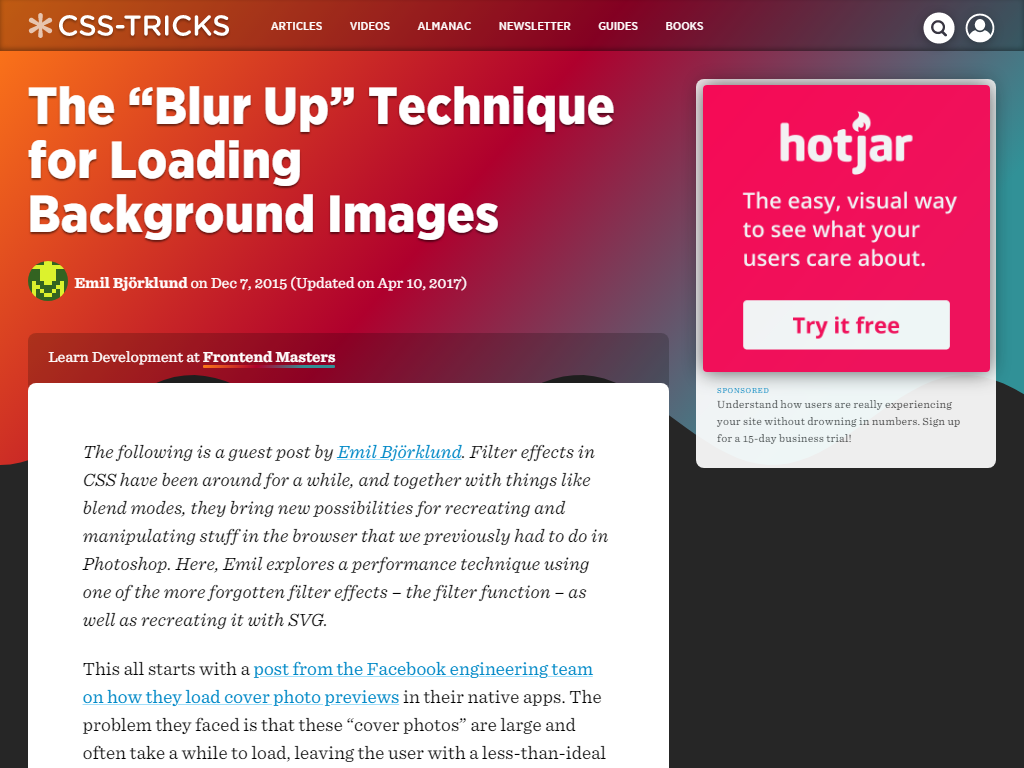 CSS-TRICKS
ARTICLES VIDEOS ALMANAC NEWSLETTER GUIDES BOOKS
The “Blur Up” Technique
for Loading
Background Images
Emil Björklund on Dec 7, 2015 (Updated on Apr 10, 2017)
Learn Development at Frontend Masters
The following is a guest post by Emil Björklund. Filter effects in
CSS have been around for a while, and together with things like
blend modes, they bring new possibilities for recreating and
manipulating stuff in the browser that we previously had to do in
Photoshop. Here, Emil explores a performance technique using
one of the more forgotten filter effects – the filter function – as
well as recreating it with SVG.
This all starts with a post from the Facebook engineering team
on how they load cover photo previews in their native apps. The
problem they faced is that these “cover photos” are large and
often take a while to load, leaving the user with a less-than-ideal
hotjar
The easy, visual way
to see what your
users care about.
Try it free
SPONSORED
Understand how users are really experiencing
your site without drowning in numbers. Sign up
for a 15-day business trial!